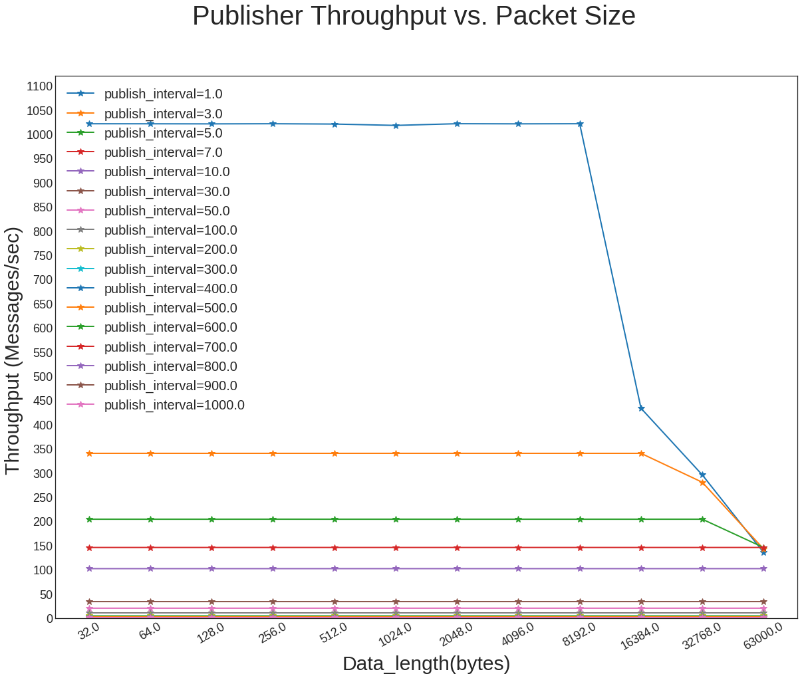 Publisher Throughput vs. Packet Size
Throughput (Messages/sec)
1100
1050
1000
950
900
850
800
750
700
650
600
550
500
450
400
350
300
250
200
150
100
50
0
publish_interval=1.0
publish_interval=3.0
publish_interval=5.0
publish_interval=7.0
publish_interval=10.0
publish_interval=30.0
publish_interval=50.0
publish_interval=100.0
publish_interval=200.0
publish_interval=300.0
publish_interval=400.0
publish_interval=500.0
publish_interval=600.0
publish_interval=700.0
publish_interval=800.0
publish_interval=900.0
publish_interval=1000.0
32.0 64.0 128.0 256.0 512.0 1024.0 2048.0 4096.0 8192.0 16384.0 32768.0 63000.0
Data_length(bytes)